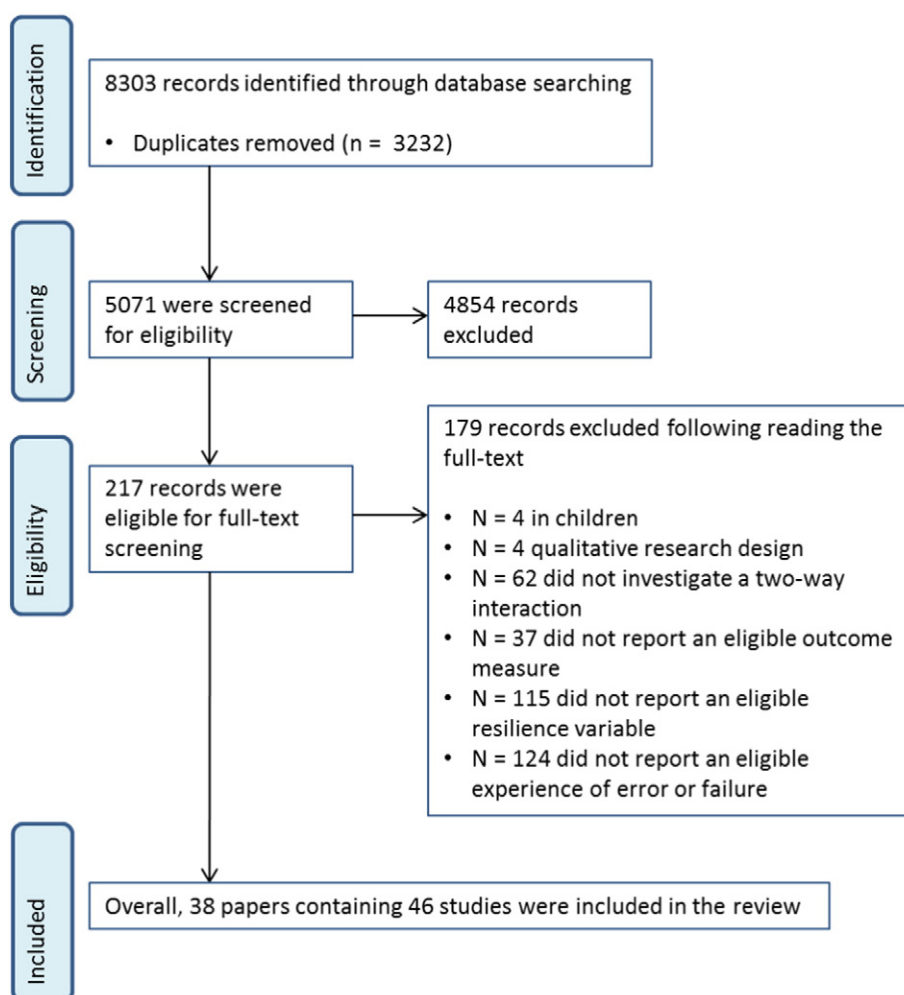 Identification
8303 records identified through database searching
• Duplicates removed (n = 3232)
Screening
5071 were screened
for eligibility
4854 records
excluded
Eligibility
217 records were
eligible for full-text
screening
179 records excluded following reading the
full-text
• N = 4 in children
• N = 4 qualitative research design
• N = 62 did not investigate a two-way
interaction
• N = 37 did not report an eligible outcome
measure
• N = 115 did not report an eligible
resilience variable
• N = 124 did not report an eligible
experience of error or failure
Included
Overall, 38 papers containing 46 studies were included in the review